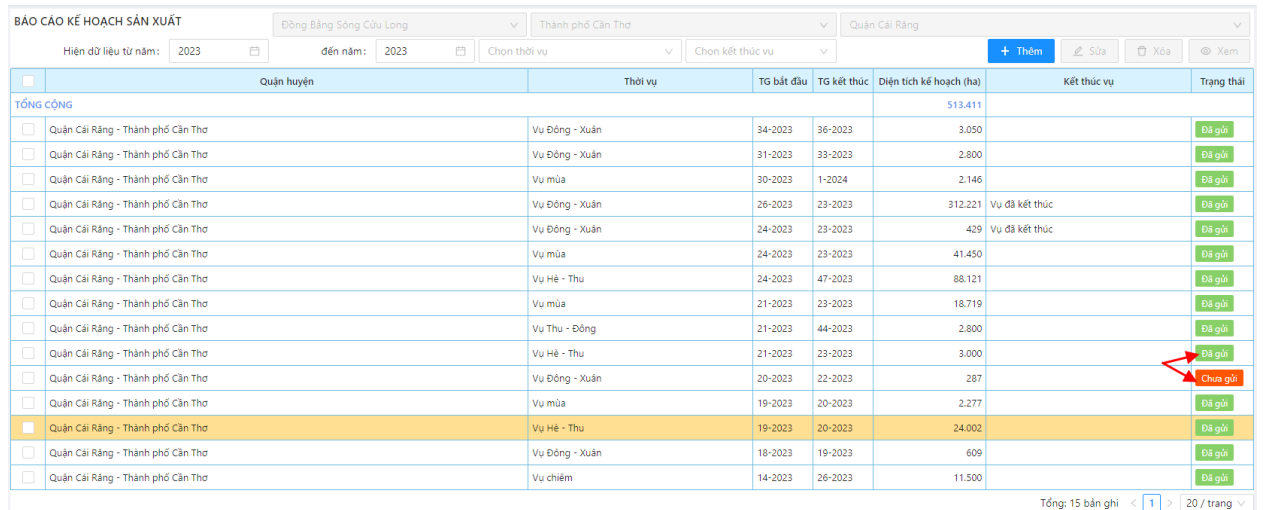 BÁO CÁO KẾ HOẠCH SẢN XUẤT Đồng Bằng Sông Cửu Long Thành phố Cần Thơ Quận Cái Răng
Hiện dữ liệu từ năm: 2023 đến năm: 2023 Chọn thời vụ Chọn kết thúc vụ + Thêm Sửa Xóa Xem
Quận huyện Thời vụ TG bắt đầu TG kết thúc Diện tích kế hoạch (ha) Kết thúc vụ Trạng thái
TỔNG CỘNG 513.411
Quận Cái Răng - Thành phố Cần Thơ Vụ Đông - Xuân 34-2023 36-2023 3.050 Đã gửi
Quận Cái Răng - Thành phố Cần Thơ Vụ Đông - Xuân 31-2023 33-2023 2.800 Đã gửi
Quận Cái Răng - Thành phố Cần Thơ Vụ mùa 30-2023 1-2024 2.146 Đã gửi
Quận Cái Răng - Thành phố Cần Thơ Vụ Đông - Xuân 26-2023 23-2023 312.221 Vụ đã kết thúc Đã gửi
Quận Cái Răng - Thành phố Cần Thơ Vụ Đông - Xuân 24-2023 23-2023 429 Vụ đã kết thúc Đã gửi
Quận Cái Răng - Thành phố Cần Thơ Vụ mùa 24-2023 23-2023 41.450 Đã gửi
Quận Cái Răng - Thành phố Cần Thơ Vụ Hè - Thu 24-2023 47-2023 88.121 Đã gửi
Quận Cái Răng - Thành phố Cần Thơ Vụ mùa 21-2023 23-2023 18.719 Đã gửi
Quận Cái Răng - Thành phố Cần Thơ Vụ Thu - Đông 21-2023 44-2023 2.800 Đã gửi
Quận Cái Răng - Thành phố Cần Thơ Vụ Hè - Thu 21-2023 23-2023 3.000 Đã gửi
Quận Cái Răng - Thành phố Cần Thơ Vụ Đông - Xuân 20-2023 22-2023 287 Chưa gửi
Quận Cái Răng - Thành phố Cần Thơ Vụ mùa 19-2023 20-2023 2.277 Đã gửi
Quận Cái Răng - Thành phố Cần Thơ Vụ Hè - Thu 19-2023 20-2023 24.002 Đã gửi
Quận Cái Răng - Thành phố Cần Thơ Vụ Đông - Xuân 18-2023 19-2023 609 Đã gửi
Quận Cái Răng - Thành phố Cần Thơ Vụ chiêm 14-2023 26-2023 11.500 Đã gửi
Tổng: 15 bản ghi < 1 > 20 / trang